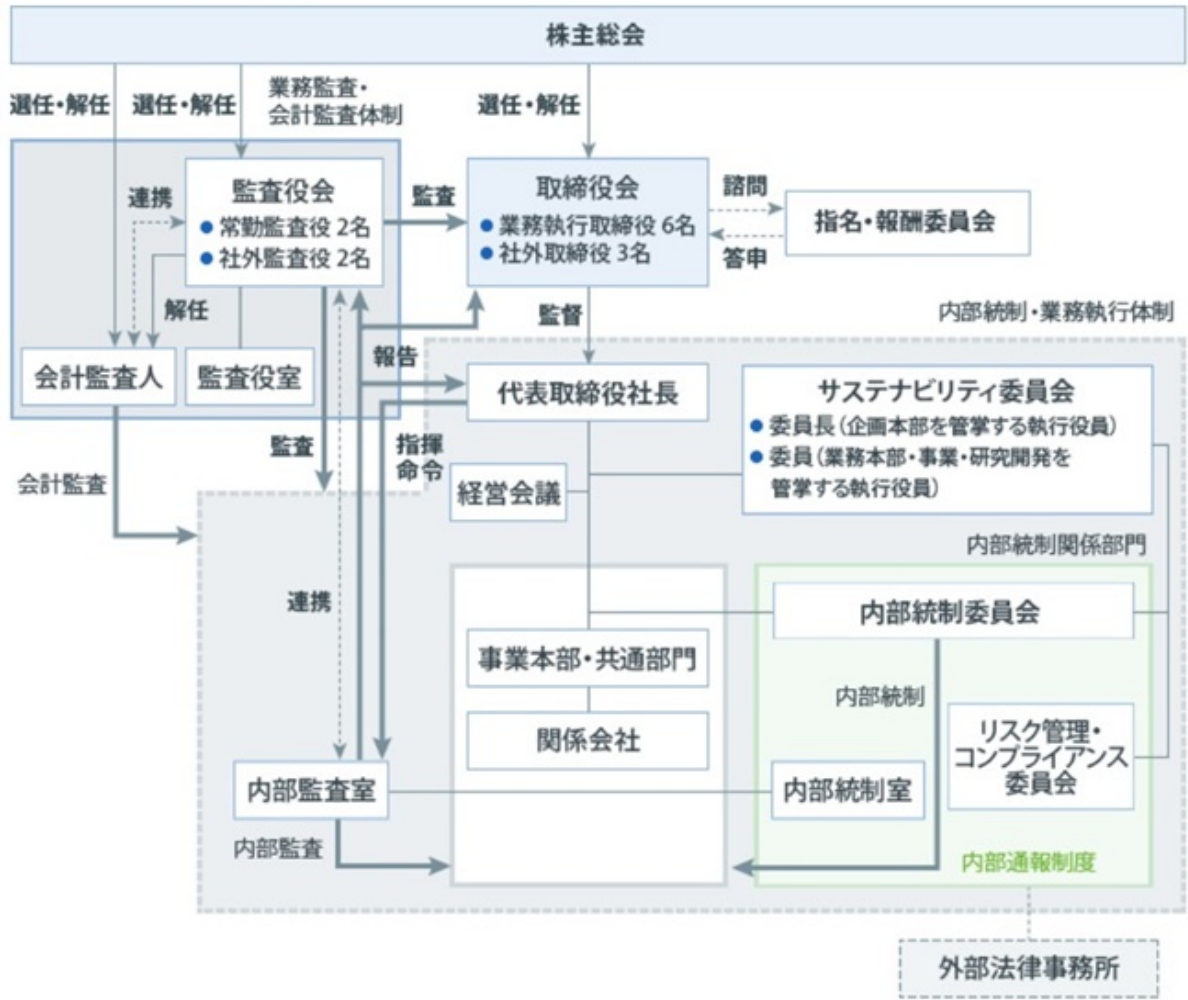 株主総会
選任・解任
選任・解任
業務監査・
会計監査体制
選任・解任
監査役会
● 常勤監査役 2名
● 社外監査役 2名
連携
解任
監査
取締役会
● 業務執行取締役 6名
● 社外取締役 3名
諮問
答申
指名・報酬委員会
会計監査人
監査役室
監督
内部統制・業務執行体制
報告
代表取締役社長
サステナビリティ委員会
● 委員長（企画本部を管掌する執行役員）
● 委員（業務本部・事業・研究開発を
管掌する執行役員）
監査
指揮
命令
会計監査
経営会議
内部統制関係部門
連携
内部統制委員会
事業本部・共通部門
内部統制
関係会社
リスク管理・
コンプライアンス
委員会
内部監査室
内部統制室
内部監査
内部通報制度
外部法律事務所